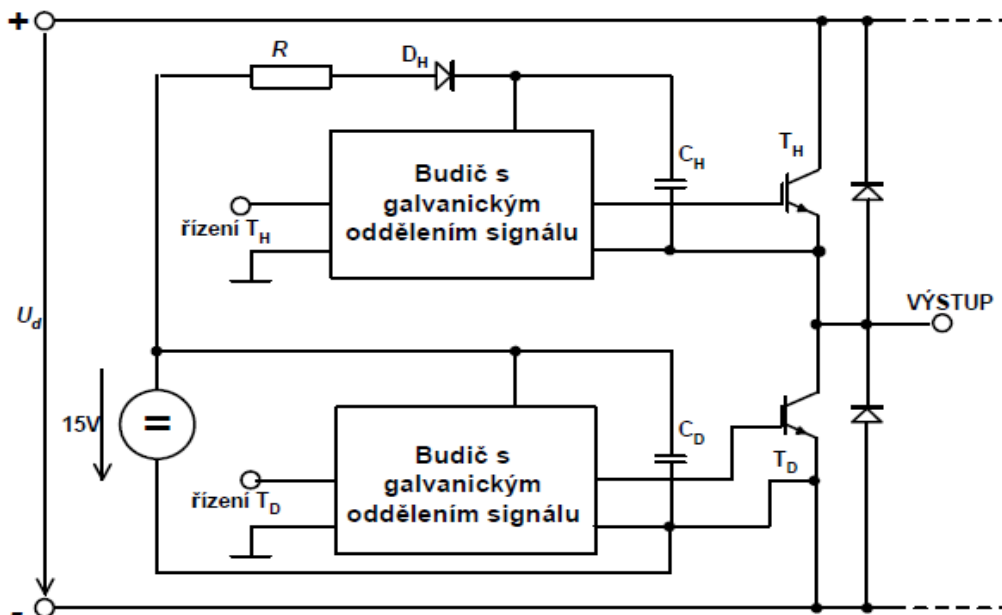 +
R
D_H
C_H
T_H
Budič s
galvanickým
oddělením signálu
řízení T_H
U_d
VÝSTUP
15V
=
Budič s
galvanickým
oddělením signálu
C_D
T_D
řízení T_D
-